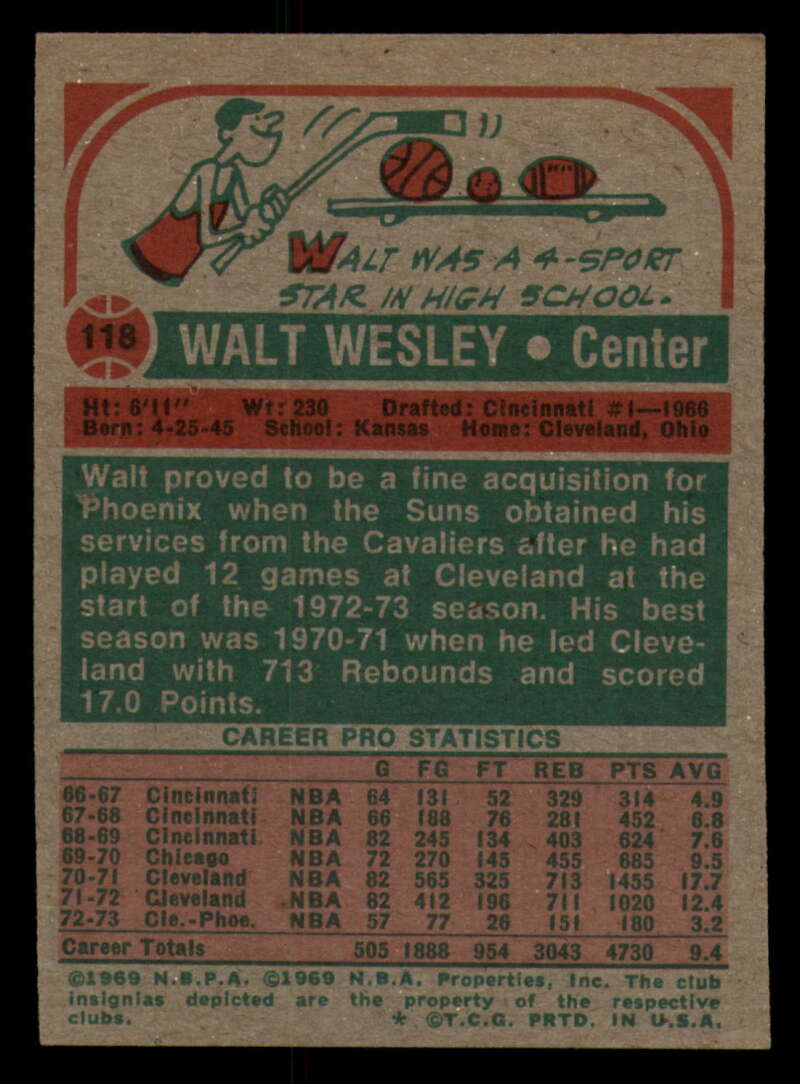 WALT WAS A 4-SPORT
STAR IN HIGH SCHOOL.
118 WALT WESLEY • Center
Ht: 6'11" Wt: 230 Drafted: Cincinnati #1—1966
Born: 4-25-45 School: Kansas Home: Cleveland, Ohio
Walt proved to be a fine acquisition for
Phoenix when the Suns obtained his
services from the Cavaliers after he had
played 12 games at Cleveland at the
start of the 1972-73 season. His best
season was 1970-71 when he led Cleve-
land with 713 Rebounds and scored
17.0 Points.
CAREER PRO STATISTICS
G FG FT REB PTS AVG
66-67 Cincinnati NBA 64 131 52 329 314 4.9
67-68 Cincinnati NBA 66 188 76 281 452 6.8
68-69 Cincinnati NBA 82 245 134 403 624 7.6
69-70 Chicago NBA 72 270 145 455 685 9.5
70-71 Cleveland NBA 82 565 325 713 1455 17.7
71-72 Cleveland NBA 82 412 196 711 1020 12.4
72-73 Cle.-Phoe. NBA 57 77 26 151 180 3.2
Career Totals 505 1888 954 3043 4730 9.4
©1969 N.B.P.A. ©1969 N.B.A. Properties, Inc. The club
insignias depicted are the property of the respective
clubs. * ©T.C.G. PRTD. IN U.S.A.